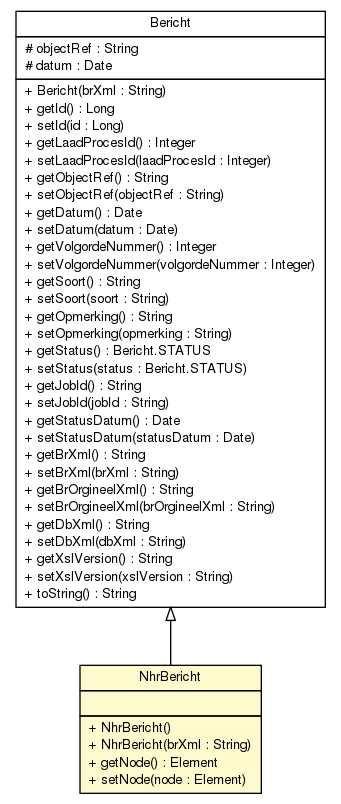 Bericht
# objectRef : String
# datum : Date
+ Bericht(brXml : String)
+ getId() : Long
+ setId(id : Long)
+ getLaadProcesId() : Integer
+ setLaadProcesId(laadProcesId : Integer)
+ getObjectRef() : String
+ setObjectRef(objectRef : String)
+ getDatum() : Date
+ setDatum(datum : Date)
+ getVolgordeNummer() : Integer
+ setVolgordeNummer(volgordeNummer : Integer)
+ getSoort() : String
+ setSoort(soort : String)
+ getOpmerking() : String
+ setOpmerking(opmerking : String)
+ getStatus() : Bericht.STATUS
+ setStatus(status : Bericht.STATUS)
+ getJobId() : String
+ setJobId(jobId : String)
+ getStatusDatum() : Date
+ setStatusDatum(statusDatum : Date)
+ getBrXml() : String
+ setBrXml(brXml : String)
+ getBrOrgineelXml() : String
+ setBrOrgineelXml(brOrgineelXml : String)
+ getDbXml() : String
+ setDbXml(dbXml : String)
+ getXslVersion() : String
+ setXslVersion(xslVersion : String)
+ toString() : String
NhrBericht
+ NhrBericht()
+ NhrBericht(brXml : String)
+ getNode() : Element
+ setNode(node : Element)